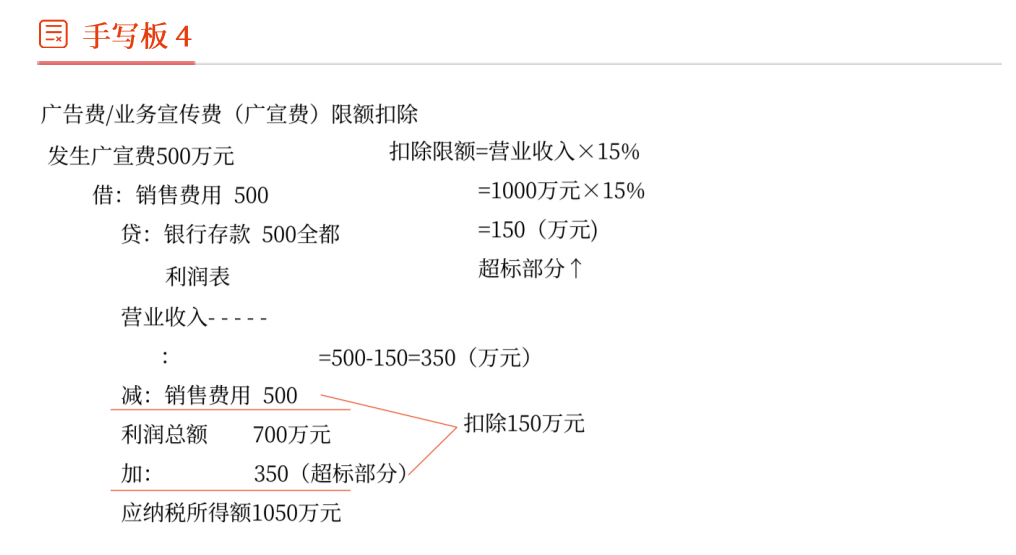 手写板 4
广告费/业务宣传费（广宣费）限额扣除
发生广宣费500万元
扣除限额=营业收入×15%
借：销售费用 500
=1000万元×15%
贷：银行存款 500全都
=150（万元)
利润表
超标部分↑
营业收入- - - - -
：
=500-150=350（万元）
减：销售费用 500
扣除150万元
利润总额 700万元
加： 350（超标部分）
应纳税所得额1050万元